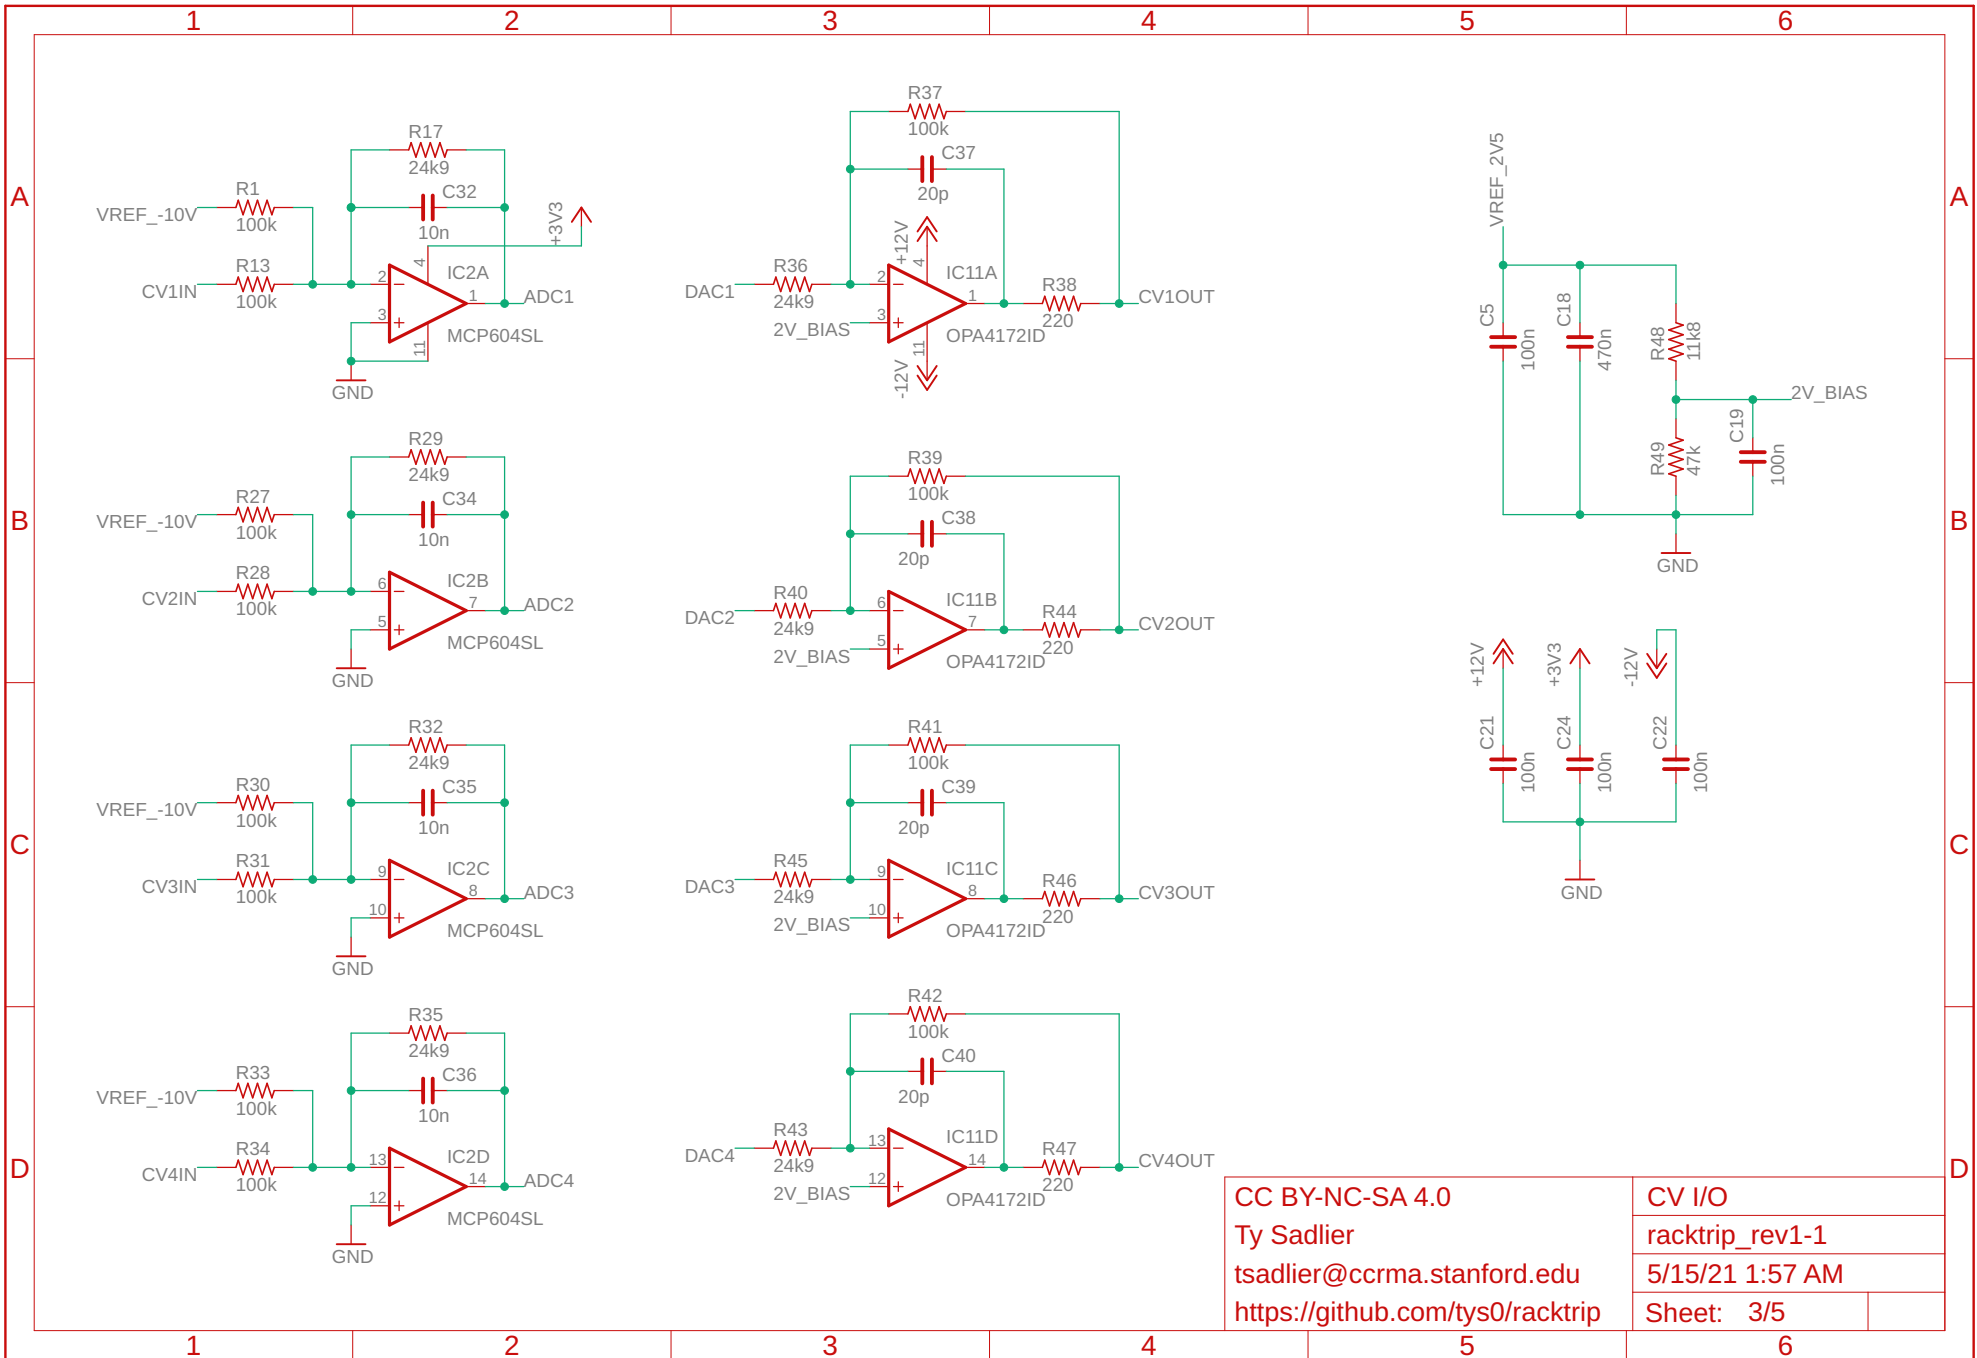 1 2 3 4 5 6
A A
B B
C C
D D
1 2 3 4 5 6
R17
24k9
C32
10n
R1
100k
VREF_-10V
+3V3
R13
100k
CV1IN
4
2
3
1
11
IC2A
MCP604SL
ADC1
GND
R29
24k9
C34
10n
R27
100k
VREF_-10V
R28
100k
CV2IN
6
5
7
IC2B
MCP604SL
ADC2
GND
R32
24k9
C35
10n
R30
100k
VREF_-10V
R31
100k
CV3IN
9
10
8
IC2C
MCP604SL
ADC3
GND
R35
24k9
C36
10n
R33
100k
VREF_-10V
R34
100k
CV4IN
13
12
14
IC2D
MCP604SL
ADC4
GND
R37
100k
C37
20p
+12V
4
DAC1
R36
24k9
2V_BIAS
2
3
1
11
-12V
IC11A
OPA4172ID
R38
220
CV1OUT
R39
100k
C38
20p
DAC2
R40
24k9
2V_BIAS
6
5
7
IC11B
OPA4172ID
R44
220
CV2OUT
R41
100k
C39
20p
DAC3
R45
24k9
2V_BIAS
9
10
8
IC11C
OPA4172ID
R46
220
CV3OUT
R42
100k
C40
20p
DAC4
R43
24k9
2V_BIAS
13
12
14
IC11D
OPA4172ID
R47
220
CV4OUT
VREF_2V5
C5
100n
C18
470n
R48
11k8
2V_BIAS
R49
47k
C19
100n
GND
+12V
+3V3
-12V
C21
100n
C24
100n
C22
100n
GND
CC BY-NC-SA 4.0
Ty Sadlier
tsadlier@ccrma.stanford.edu
https://github.com/tys0/racktrip
CV I/O
racktrip_rev1-1
5/15/21 1:57 AM
Sheet: 3/5